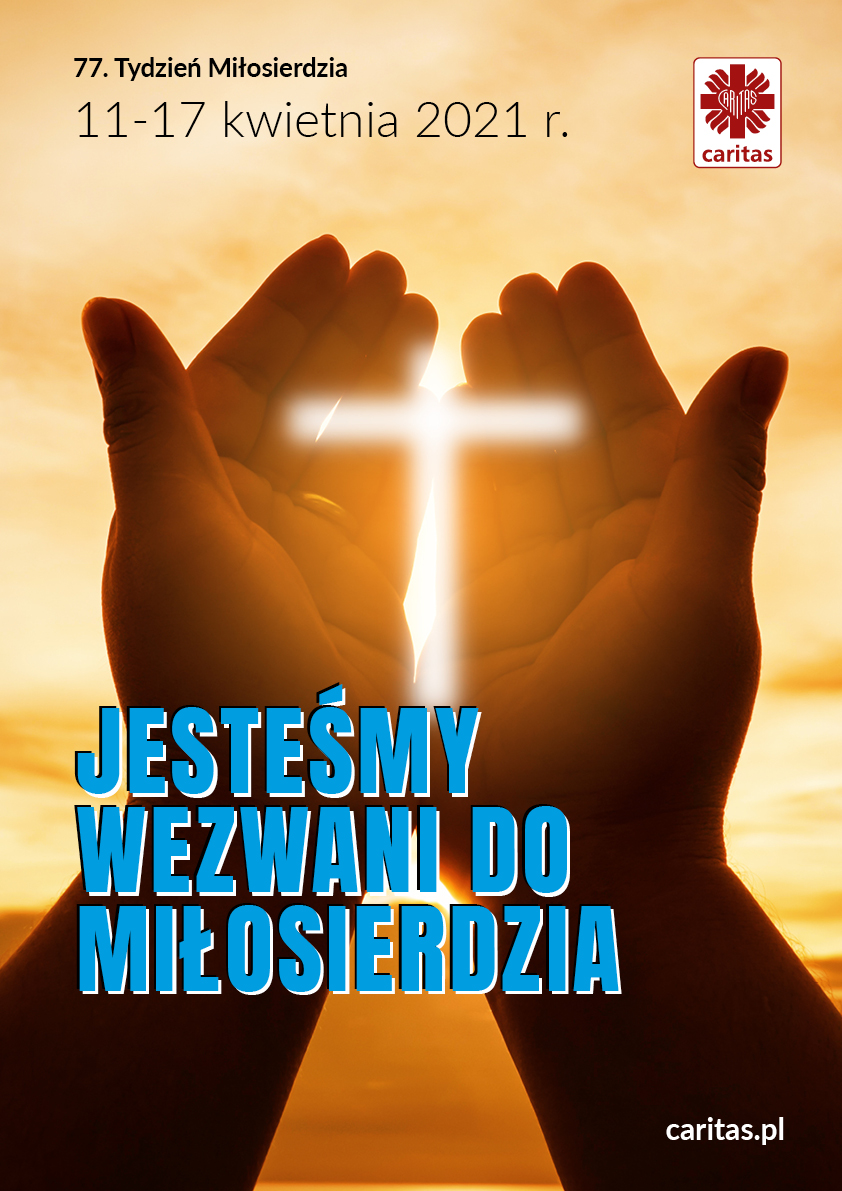 77. Tydzień Miłosierdzia
11-17 kwietnia 2021 r.
CARITAS
caritas
JESTEŚMY
WEZWANI DO
MIŁOSIERDZIA
caritas.pl